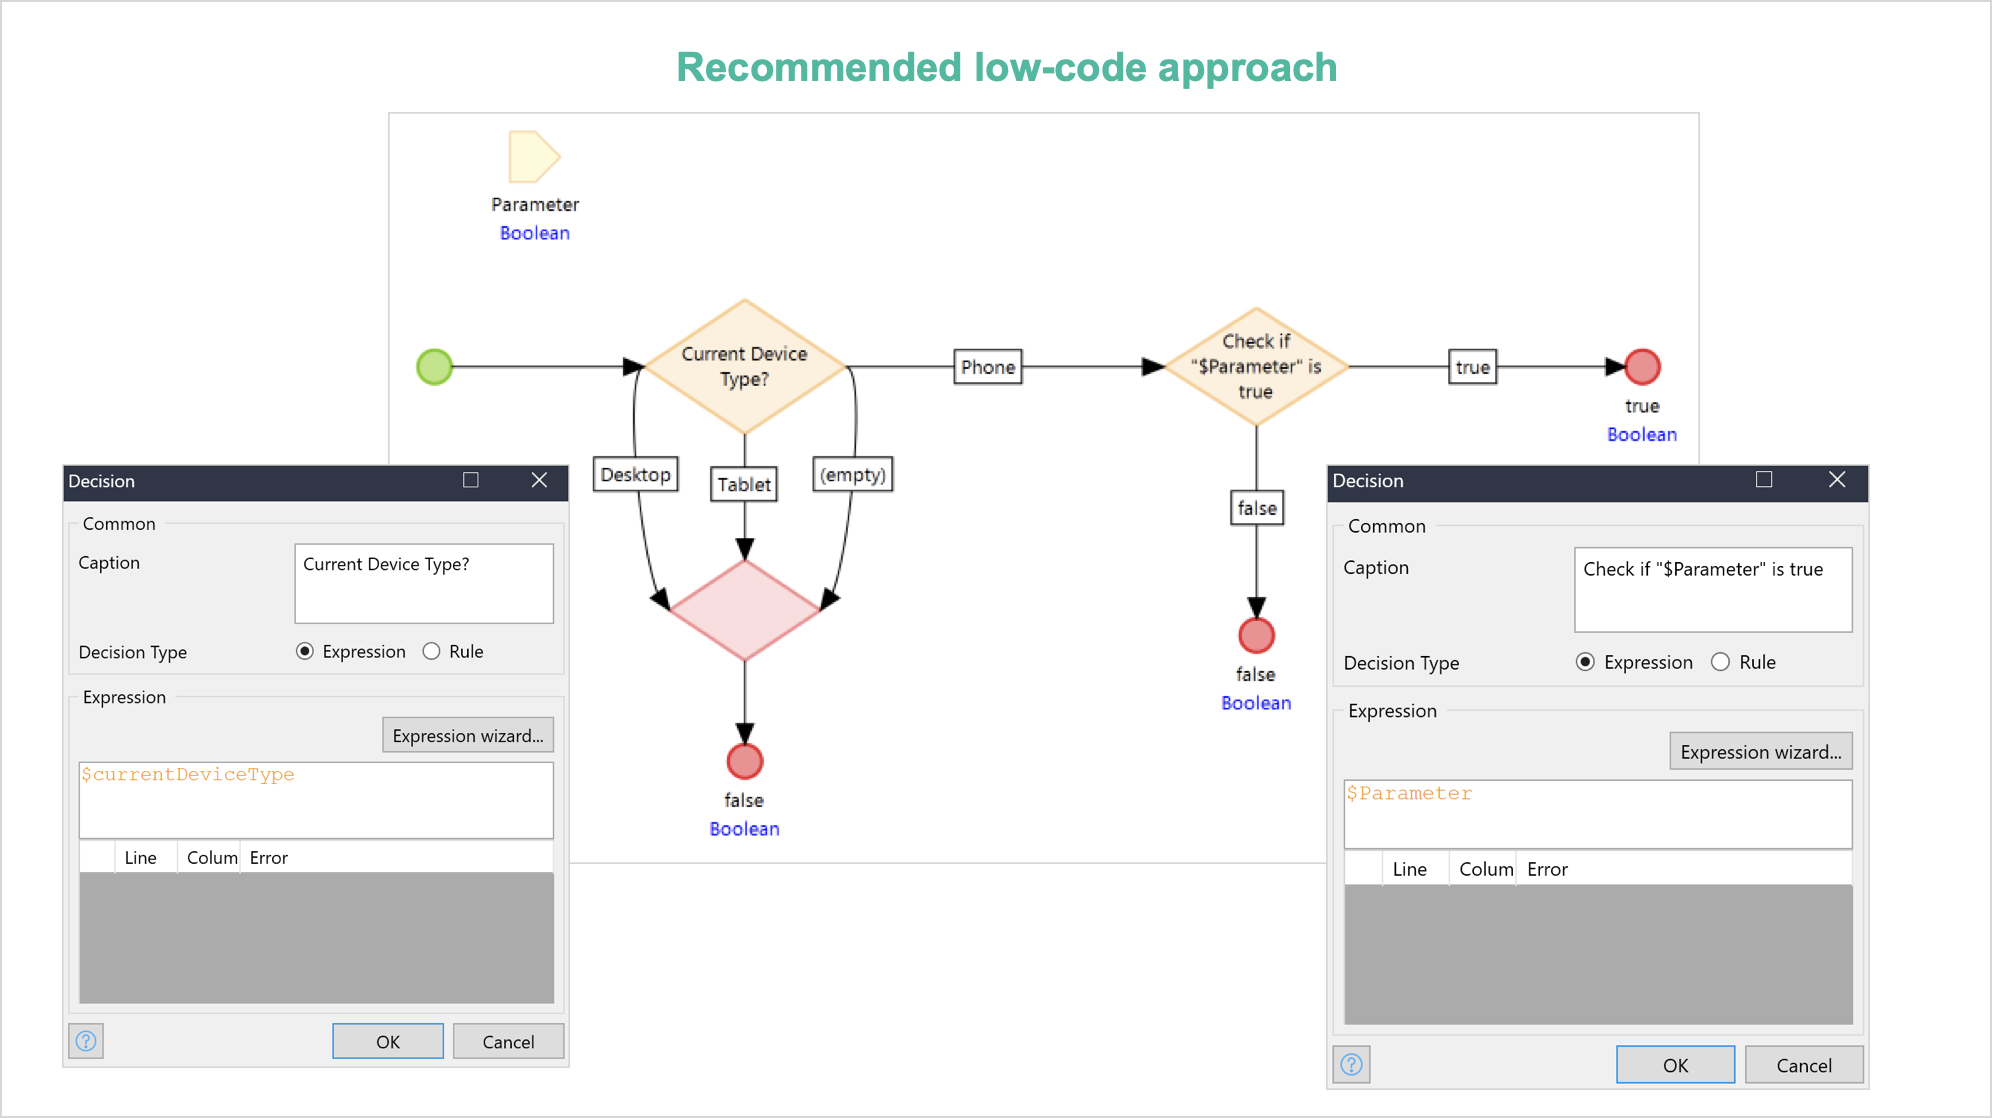 Recommended low-code approach
Parameter
Boolean
Current Device
Type?
Phone
Check if
"$Parameter" is
true
true
true
Boolean
Desktop
Tablet
(empty)
false
false
Boolean
false
Boolean
Decision
Common
Caption
Current Device Type?
Decision Type
Expression
Rule
Expression
Expression wizard...
$currentDeviceType
Line
Colum
Error
?
OK
Cancel
Decision
Common
Caption
Check if "$Parameter" is true
Decision Type
Expression
Rule
Expression
Expression wizard...
$Parameter
Line
Colum
Error
?
OK
Cancel